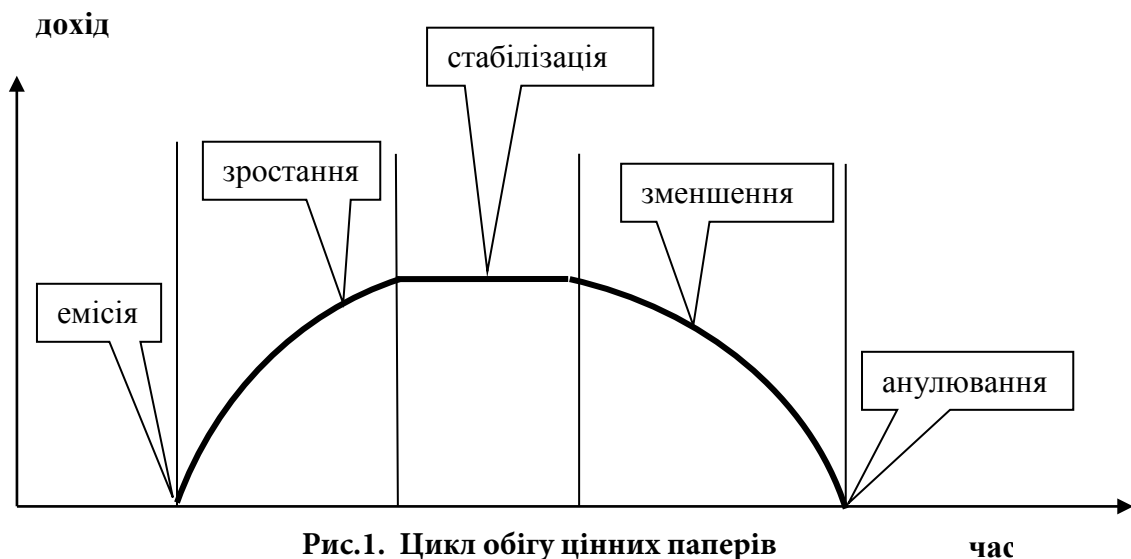 дохід
стабілізація
зростання
зменшення
емісія
анулювання
Рис.1. Цикл обігу цінних паперів
час